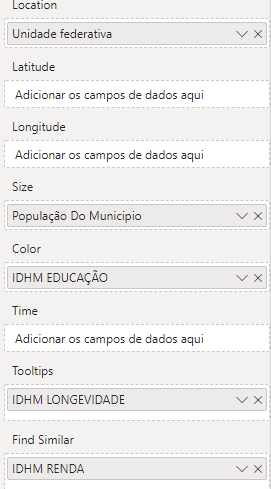 Location
Unidade federativa
Latitude
Adicionar os campos de dados aqui
Longitude
Adicionar os campos de dados aqui
Size
População Do Municipio
Color
IDHM EDUCAÇÃO
Time
Adicionar os campos de dados aqui
Tooltips
IDHM LONGEVIDADE
Find Similar
IDHM RENDA